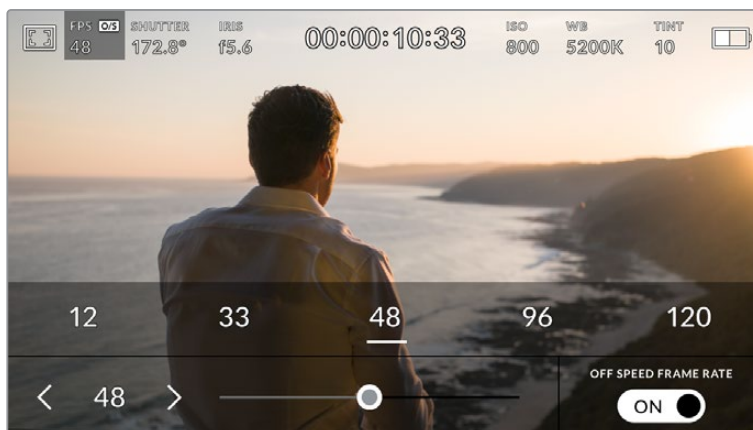 FPS O/S SHUTTER IRIS 00:00:10:33 ISO WB TINT
48 172.8° f5.6 800 5200K 10
12 33 48 96 120
OFF SPEED FRAME RATE
< 48 > ON